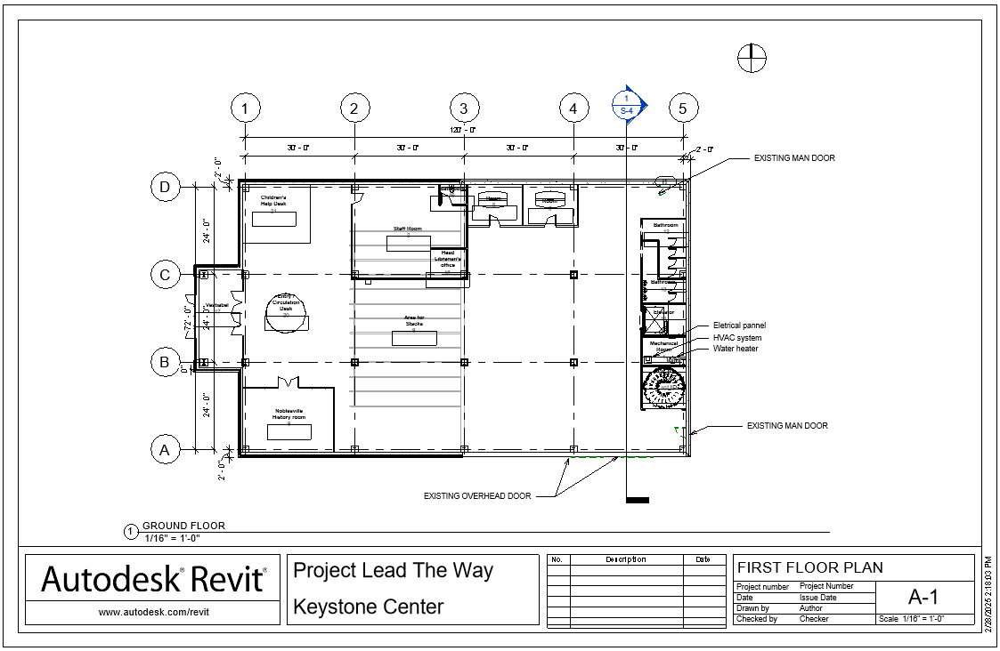 1
S-4
1
2
3
4
5
120' - 0"
30' - 0"
30' - 0"
30' - 0"
30' - 0"
2' - 0"
EXISTING MAN DOOR
2' - 0"
D
Children's
Help Desk
21
Staff Room
24' - 0"
Bathroom
Head
Librarian's
office
C
Bathroom
Vestiabel
Entry /
Circulation
Desk
20
72' - 0"
24' - 0"
Area for
Stacks
Elevator
Eletrical pannel
HVAC system
Water heater
Mechanical
Room
B
24' - 0"
Noblesville
History room
UP
EXISTING MAN DOOR
A
2' - 0"
EXISTING OVERHEAD DOOR
1
GROUND FLOOR
1/16" = 1'-0"
Autodesk® Revit®
www.autodesk.com/revit
Project Lead The Way
Keystone Center
No. Description Date
FIRST FLOOR PLAN
Project number Project Number
Date Issue Date
Drawn by Author
Checked by Checker
A-1
Scale 1/16" = 1'-0"
2/28/2025 2:18:03 PM